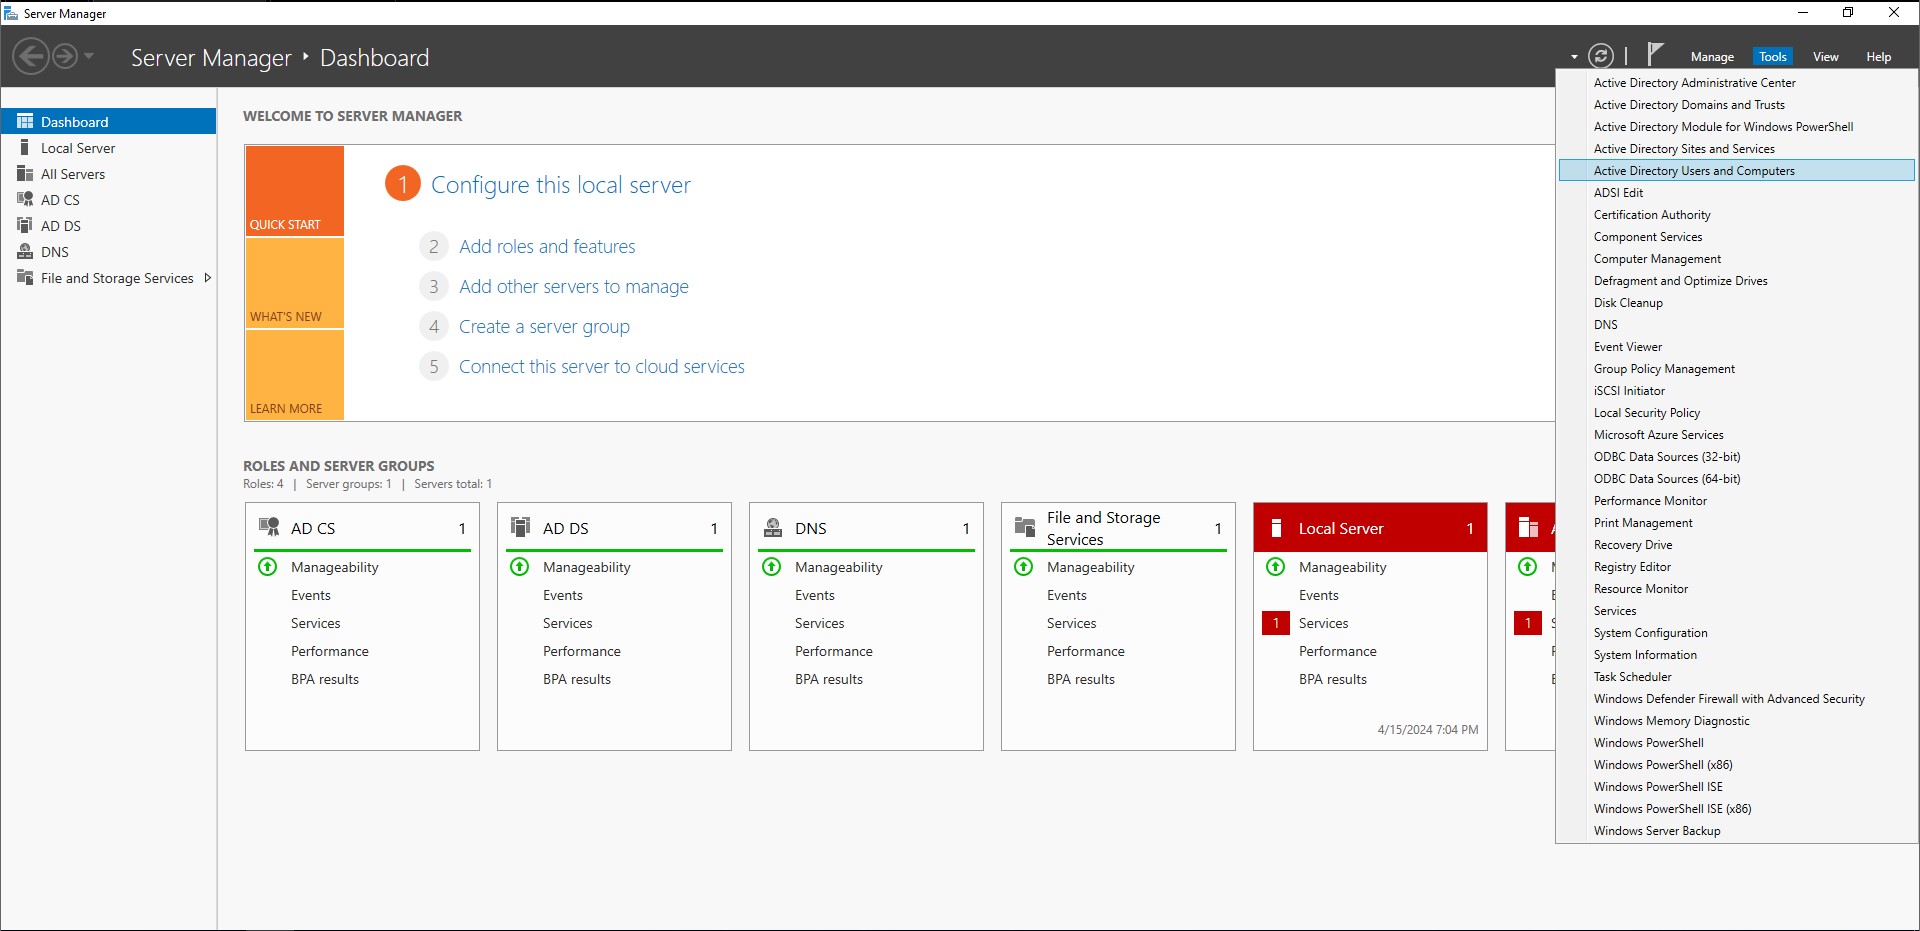 Server Manager
Server Manager ‣ Dashboard
Manage Tools View Help
Dashboard
Local Server
All Servers
AD CS
AD DS
DNS
File and Storage Services
WELCOME TO SERVER MANAGER
QUICK START
WHAT'S NEW
LEARN MORE
1 Configure this local server
2 Add roles and features
3 Add other servers to manage
4 Create a server group
5 Connect this server to cloud services
ROLES AND SERVER GROUPS
Roles: 4 | Server groups: 1 | Servers total: 1
AD CS 1
Manageability
Events
Services
Performance
BPA results
AD DS 1
Manageability
Events
Services
Performance
BPA results
DNS 1
Manageability
Events
Services
Performance
BPA results
File and Storage
Services 1
Manageability
Events
Services
Performance
BPA results
Local Server 1
Manageability
Events
1 Services
Performance
BPA results
4/15/2024 7:04 PM
1
Active Directory Administrative Center
Active Directory Domains and Trusts
Active Directory Module for Windows PowerShell
Active Directory Sites and Services
Active Directory Users and Computers
ADSI Edit
Certification Authority
Component Services
Computer Management
Defragment and Optimize Drives
Disk Cleanup
DNS
Event Viewer
Group Policy Management
iSCSI Initiator
Local Security Policy
Microsoft Azure Services
ODBC Data Sources (32-bit)
ODBC Data Sources (64-bit)
Performance Monitor
Print Management
Recovery Drive
Registry Editor
Resource Monitor
Services
System Configuration
System Information
Task Scheduler
Windows Defender Firewall with Advanced Security
Windows Memory Diagnostic
Windows PowerShell
Windows PowerShell (x86)
Windows PowerShell ISE
Windows PowerShell ISE (x86)
Windows Server Backup